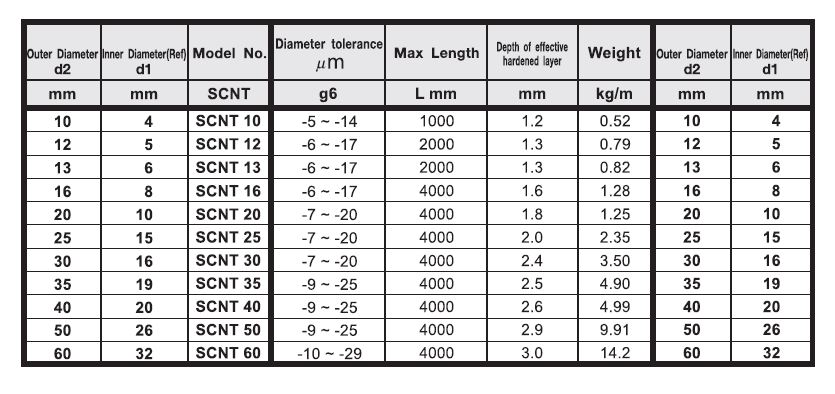 Outer Diameter d2 Inner Diameter(Ref) d1 Model No. Diameter tolerance μm Max Length Depth of effective hardened layer Weight Outer Diameter d2 Inner Diameter(Ref) d1
mm mm SCNT g6 L mm mm kg/m mm mm
10 4 SCNT 10 -5 ~ -14 1000 1.2 0.52 10 4
12 5 SCNT 12 -6 ~ -17 2000 1.3 0.79 12 5
13 6 SCNT 13 -6 ~ -17 2000 1.3 0.82 13 6
16 8 SCNT 16 -6 ~ -17 4000 1.6 1.28 16 8
20 10 SCNT 20 -7 ~ -20 4000 1.8 1.25 20 10
25 15 SCNT 25 -7 ~ -20 4000 2.0 2.35 25 15
30 16 SCNT 30 -7 ~ -20 4000 2.4 3.50 30 16
35 19 SCNT 35 -9 ~ -25 4000 2.5 4.90 35 19
40 20 SCNT 40 -9 ~ -25 4000 2.6 4.99 40 20
50 26 SCNT 50 -9 ~ -25 4000 2.9 9.91 50 26
60 32 SCNT 60 -10 ~ -29 4000 3.0 14.2 60 32